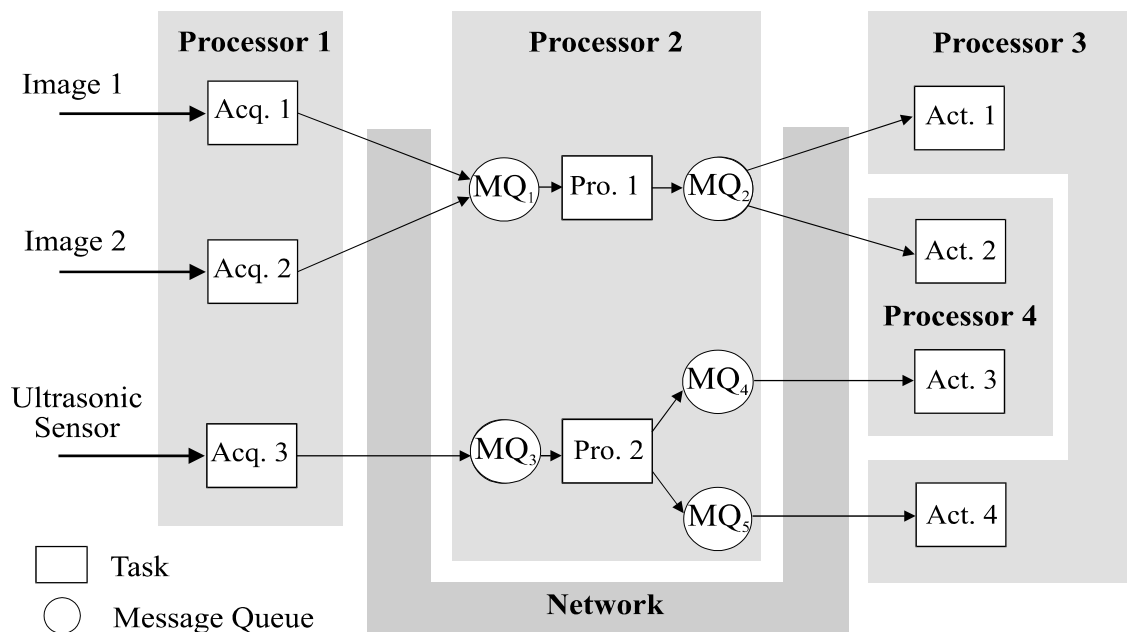 Processor 1
Processor 2
Processor 3
Image 1
Acq. 1
Act. 1
MQ1
Pro. 1
MQ2
Image 2
Acq. 2
Act. 2
Processor 4
MQ4
Act. 3
Ultrasonic
Sensor
Acq. 3
MQ3
Pro. 2
MQ5
Act. 4
Task
Network
Message Queue